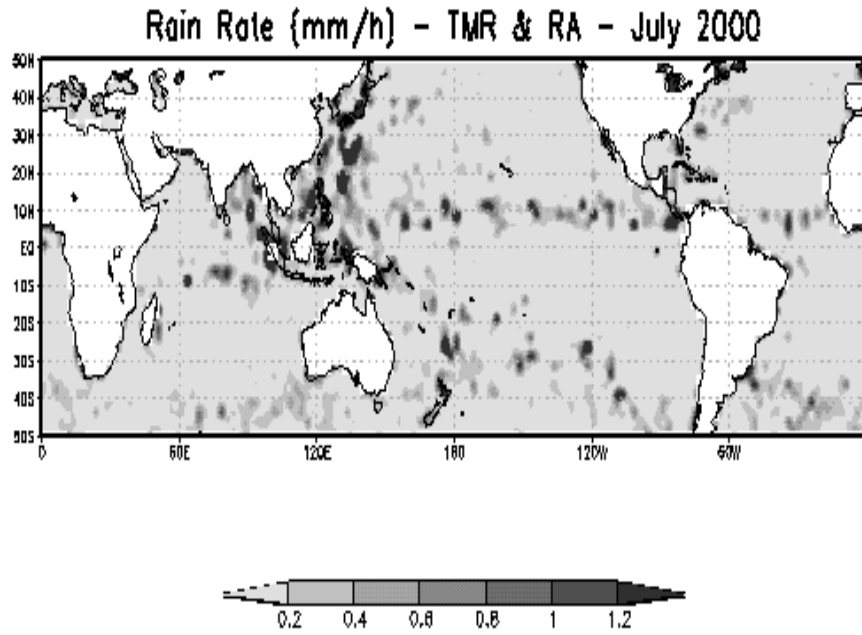 Rain Rate (mm/h) - TMR & RA - July 2000
50N
40N
30N
20N
10N
EQ
10S
20S
30S
40S
50S
0 60E 120E 180 120W 60W
0.2 0.4 0.6 0.8 1 1.2